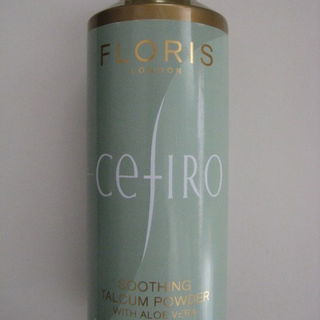 FLORIS
LONDON
cefIRO
SOOTHING
TALCUM POWDER
WITH ALOE VERA